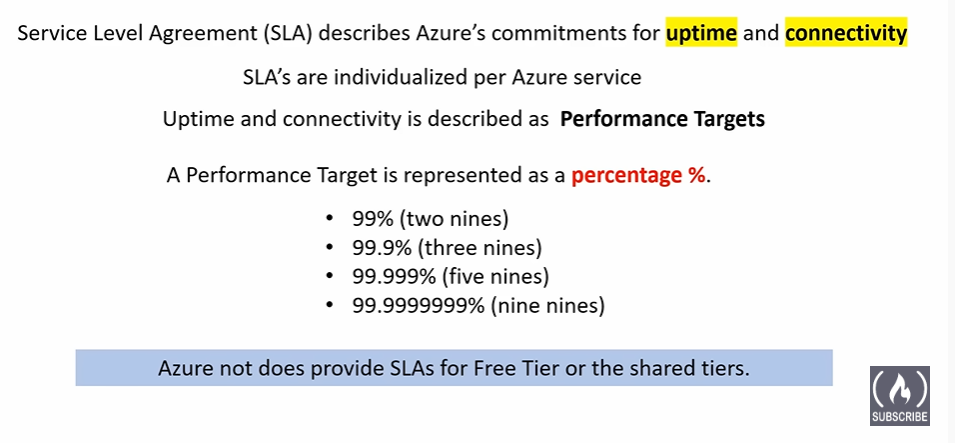 Service Level Agreement (SLA) describes Azure's commitments for uptime and connectivity
SLA's are individualized per Azure service
Uptime and connectivity is described as Performance Targets
A Performance Target is represented as a percentage %.
• 99% (two nines)
• 99.9% (three nines)
• 99.999% (five nines)
• 99.9999999% (nine nines)
Azure not does provide SLAs for Free Tier or the shared tiers.
SUBSCRIBE